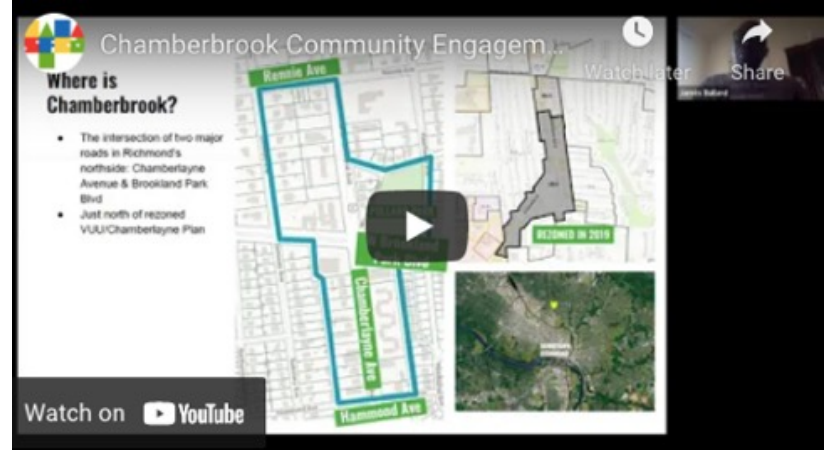 Chamberbrook Community Engagem...
Watch later
Share
Where is
Chamberbrook?
• The intersection of two major
roads in Richmond's
northside: Chamberlayne
Avenue & Brookland Park
Blvd
• Just north of rezoned
VUU/Chamberlayne Plan
Rennie Ave
Park Blvd
Chamberlayne Ave
Hammond Ave
REZONED IN 2019
Watch on YouTube